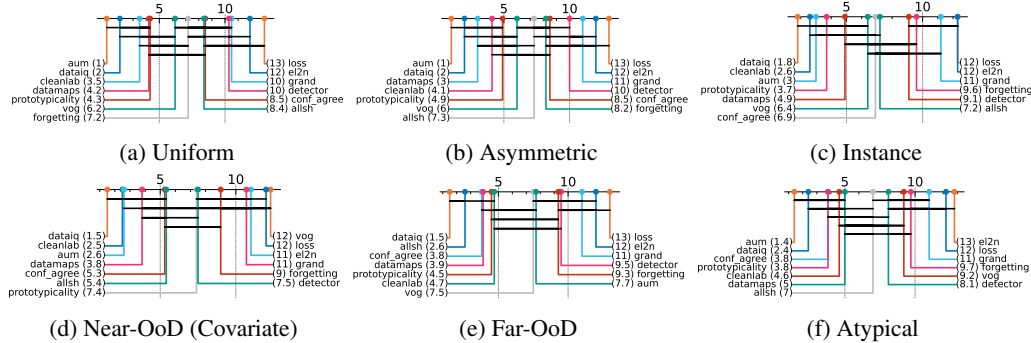 5 10
aum (1) (13) loss
dataiq (2) (12) el2n
cleanlab (3.5) (10) grand
datamaps (4.2) (10) detector
prototypicality (4.3) (8.5) conf_agree
vog (6.2) (8.4) allsh
forgetting (7.2)
(a) Uniform
5 10
aum (1) (13) loss
dataiq (2) (12) el2n
datamaps (3) (11) grand
cleanlab (4.1) (10) detector
prototypicality (4.9) (8.5) conf_agree
vog (6) (8.2) forgetting
allsh (7.3)
(b) Asymmetric
5 10
dataiq (1.8) (12) loss
cleanlab (2.6) (12) el2n
aum (3) (11) grand
prototypicality (3.7) (9.6) forgetting
datamaps (4.9) (9.1) detector
vog (6.4) (7.2) allsh
conf_agree (6.9)
(c) Instance
5 10
dataiq (1.5) (12) vog
cleanlab (2.5) (12) loss
aum (2.6) (11) el2n
datamaps (3.8) (11) grand
conf_agree (5.3) (9) forgetting
allsh (5.4) (7.5) detector
prototypicality (7.4)
(d) Near-OoD (Covariate)
5 10
dataiq (1.5) (13) loss
allsh (2.6) (12) el2n
conf_agree (3.8) (11) grand
datamaps (3.9) (9.5) detector
prototypicality (4.5) (9.3) forgetting
cleanlab (4.7) (7.7) aum
vog (7.5)
(e) Far-OoD
5 10
aum (1.4) (13) el2n
dataiq (2.4) (12) loss
conf_agree (3.8) (11) grand
prototypicality (3.8) (9.7) forgetting
cleanlab (4.6) (9.2) vog
datamaps (5) (8.1) detector
allsh (7)
(f) Atypical